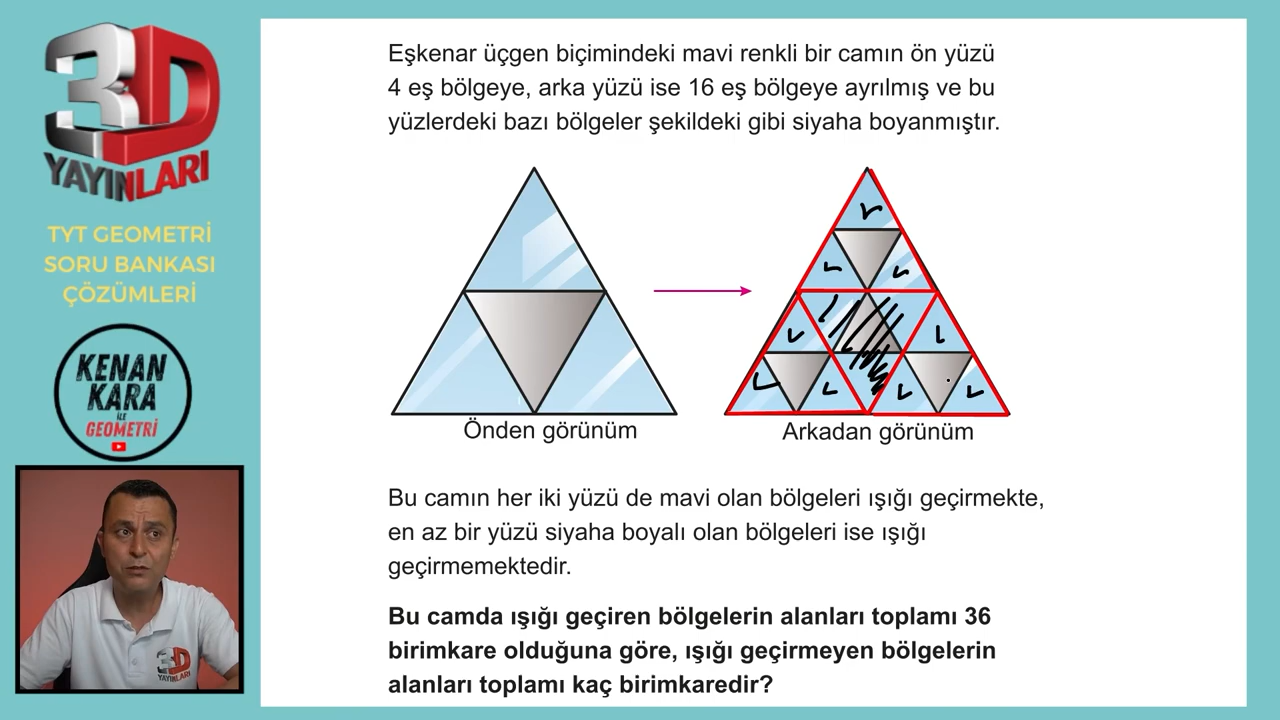 3D
YAYINLARI
TYT GEOMETRİ
SORU BANKASI
ÇÖZÜMLERİ
KENAN
KARA
İLE
GEOMETRİ
3D
YAYINLARI
Eşkenar üçgen biçimindeki mavi renkli bir camın ön yüzü
4 eş bölgeye, arka yüzü ise 16 eş bölgeye ayrılmış ve bu
yüzlerdeki bazı bölgeler şekildeki gibi siyaha boyanmıştır.
Önden görünüm
Arkadan görünüm
Bu camın her iki yüzü de mavi olan bölgeleri ışığı geçirmekte,
en az bir yüzü siyaha boyalı olan bölgeleri ise ışığı
geçirmemektedir.
Bu camda ışığı geçiren bölgelerin alanları toplamı 36
birimkare olduğuna göre, ışığı geçirmeyen bölgelerin
alanları toplamı kaç birimkaredir?